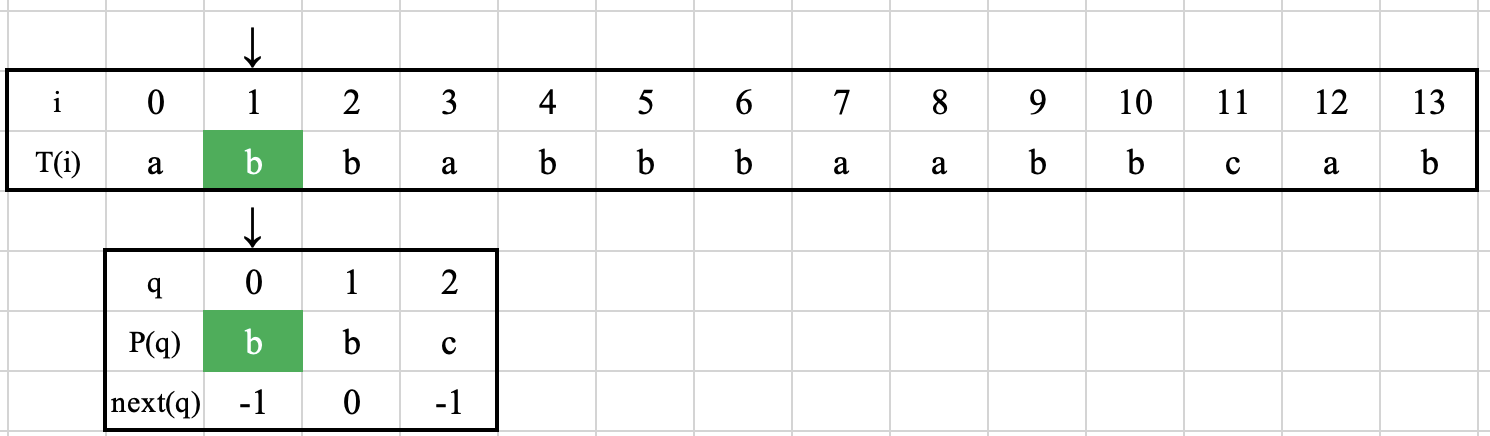 ↓
i 0 1 2 3 4 5 6 7 8 9 10 11 12 13
T(i) a b b a b b b a a b b c a b
↓
q 0 1 2
P(q) b b c
next(q) -1 0 -1